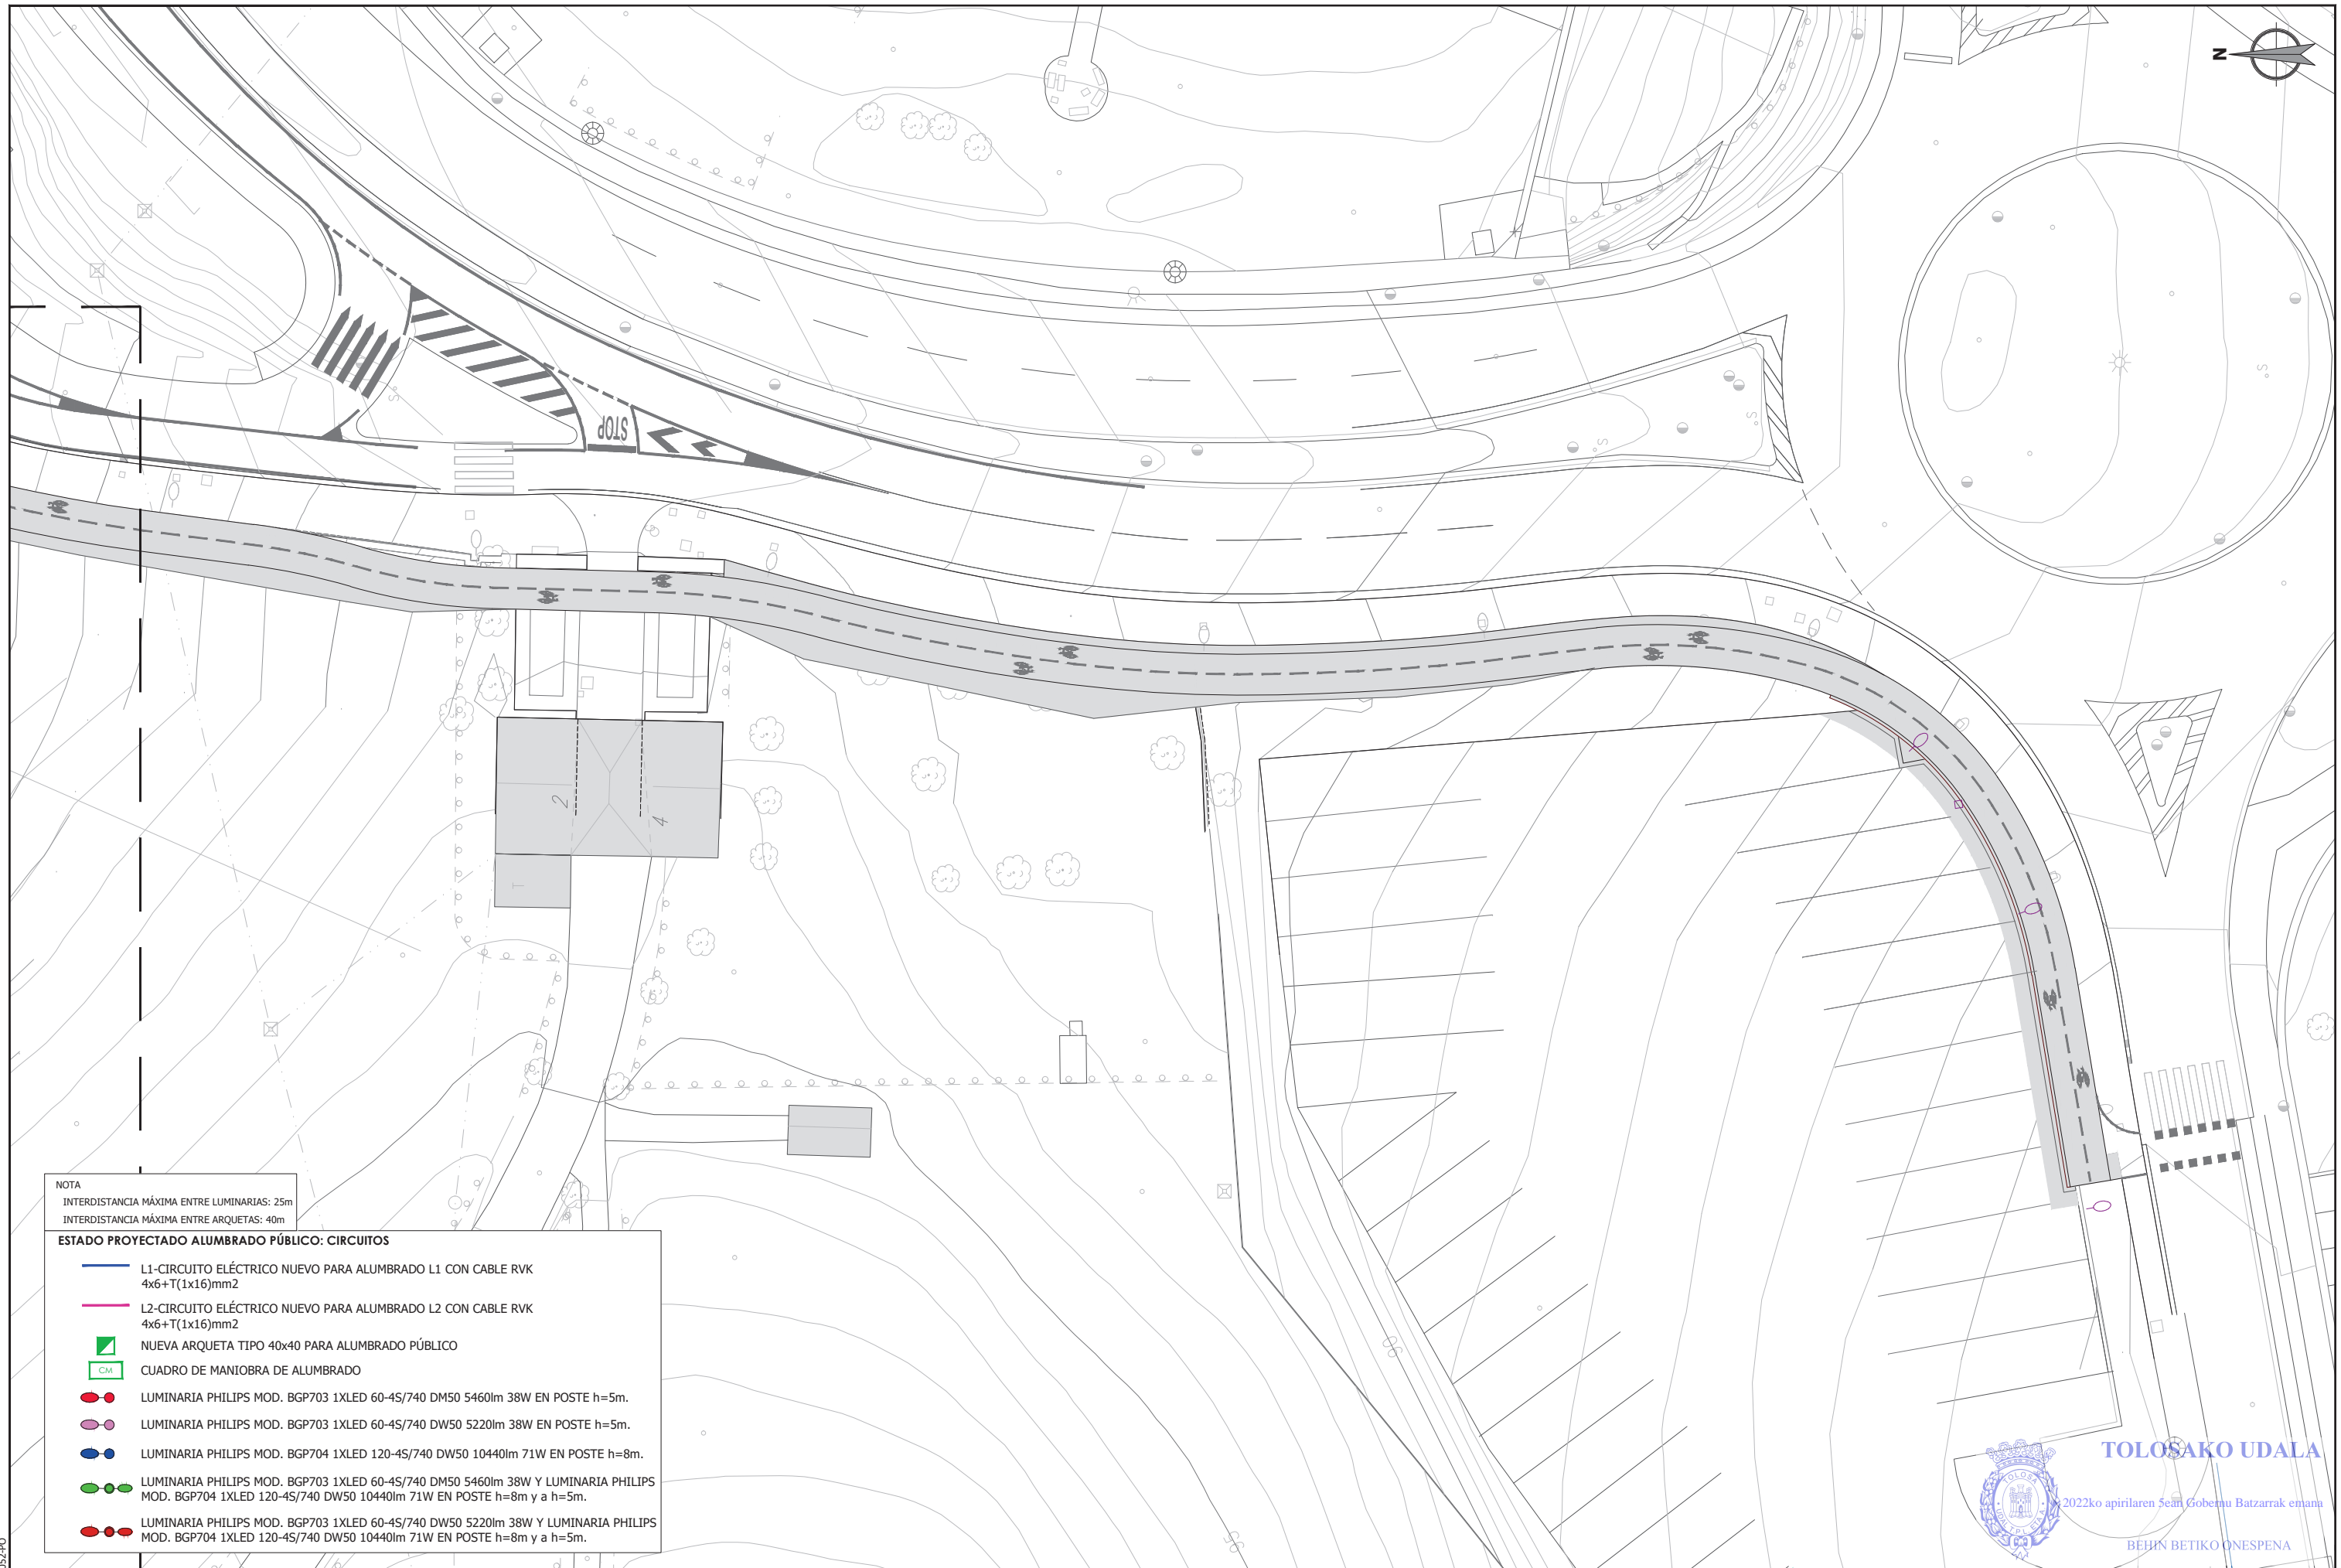 N
STOP
2
4
T
NOTA
INTERDISTANCIA MÁXIMA ENTRE LUMINARIAS: 25m
INTERDISTANCIA MÁXIMA ENTRE ARQUETAS: 40m
ESTADO PROYECTADO ALUMBRADO PÚBLICO: CIRCUITOS
L1-CIRCUITO ELÉCTRICO NUEVO PARA ALUMBRADO L1 CON CABLE RVK
4x6+T(1x16)mm2
L2-CIRCUITO ELÉCTRICO NUEVO PARA ALUMBRADO L2 CON CABLE RVK
4x6+T(1x16)mm2
NUEVA ARQUETA TIPO 40x40 PARA ALUMBRADO PÚBLICO
CM
CUADRO DE MANIOBRA DE ALUMBRADO
LUMINARIA PHILIPS MOD. BGP703 1XLED 60-4S/740 DM50 5460lm 38W EN POSTE h=5m.
LUMINARIA PHILIPS MOD. BGP703 1XLED 60-4S/740 DW50 5220lm 38W EN POSTE h=5m.
LUMINARIA PHILIPS MOD. BGP704 1XLED 120-4S/740 DW50 10440lm 71W EN POSTE h=8m.
LUMINARIA PHILIPS MOD. BGP703 1XLED 60-4S/740 DM50 5460lm 38W Y LUMINARIA PHILIPS
MOD. BGP704 1XLED 120-4S/740 DW50 10440lm 71W EN POSTE h=8m y a h=5m.
LUMINARIA PHILIPS MOD. BGP703 1XLED 60-4S/740 DW50 5220lm 38W Y LUMINARIA PHILIPS
MOD. BGP704 1XLED 120-4S/740 DW50 10440lm 71W EN POSTE h=8m y a h=5m.
TOLOSAKO UDALA
2022ko apirilaren 5ean Gobernu Batzarrak emana
BEHIN BETIKO ONESPENA